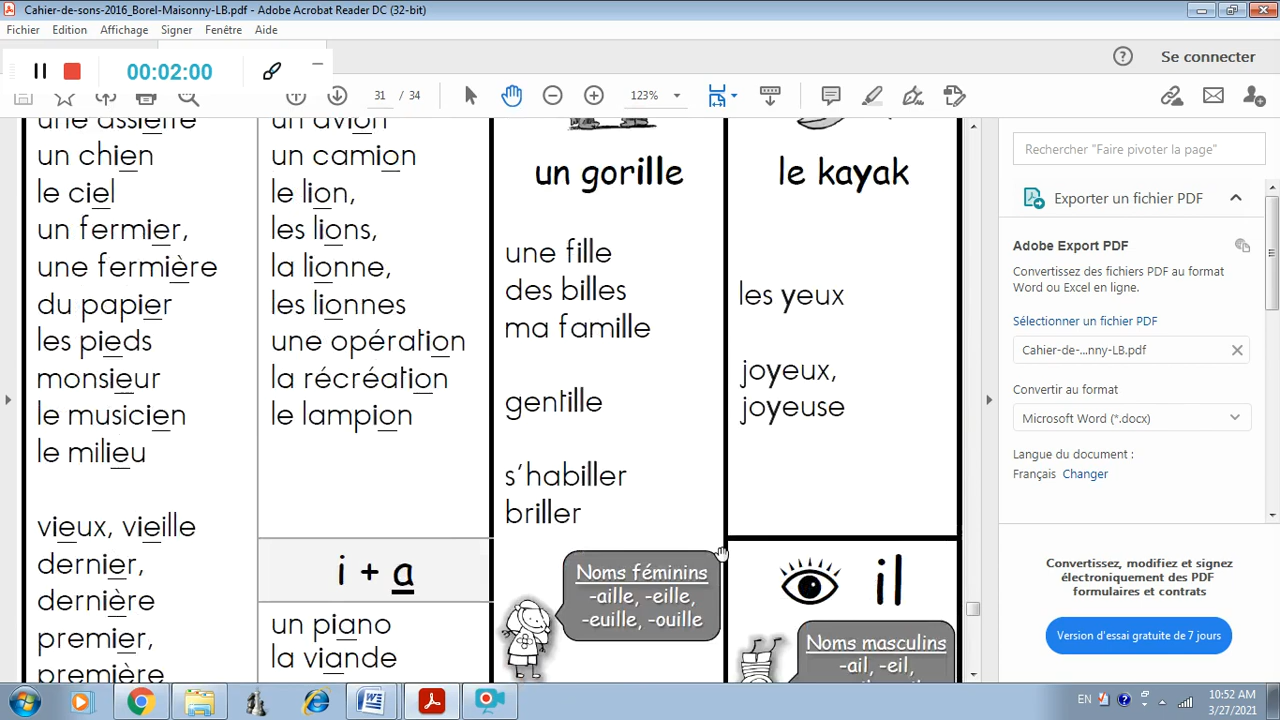 Cahier-de-sons-2016_Borel-Maisonny-LB.pdf - Adobe Acrobat Reader DC (32-bit)
Fichier Edition Affichage Signer Fenêtre Aide
00:02:00
Se connecter
31 / 34
123%
une assiette
un chien
le ciel
un fermier,
une fermière
du papier
les pieds
monsieur
le musicien
le milieu
vieux, vieille
dernier,
dernière
premier,
première
un avion
un camion
le lion,
les lions,
la lionne,
les lionnes
une opération
la récréation
le lampion
i + a
un piano
la viande
un gorille
une fille
des billes
ma famille
gentille
s'habiller
briller
Noms féminins
-aille, -eille,
-euille, -ouille
le kayak
les yeux
joyeux,
joyeuse
il
Noms masculins
-ail, -eil,
Rechercher "Faire pivoter la page"
Exporter un fichier PDF
Adobe Export PDF
Convertissez des fichiers PDF au format
Word ou Excel en ligne.
Sélectionner un fichier PDF
Cahier-de-...nny-LB.pdf
Convertir au format
Microsoft Word (*.docx)
Langue du document :
Français Changer
Convertissez, modifiez et signez
électroniquement des PDF
formulaires et contrats
Version d'essai gratuite de 7 jours
EN
10:52 AM
3/27/2021